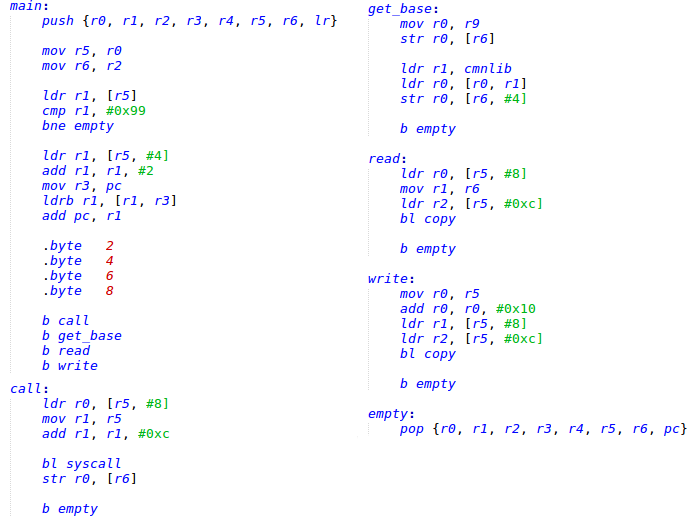 main:
push {r0, r1, r2, r3, r4, r5, r6, lr}
mov r5, r0
mov r6, r2
ldr r1, [r5]
cmp r1, #0x99
bne empty
ldr r1, [r5, #4]
add r1, r1, #2
mov r3, pc
ldrb r1, [r1, r3]
add pc, r1
.byte 2
.byte 4
.byte 6
.byte 8
b call
b get_base
b read
b write
call:
ldr r0, [r5, #8]
mov r1, r5
add r1, r1, #0xc
bl syscall
str r0, [r6]
b empty
get_base:
mov r0, r9
str r0, [r6]
ldr r1, cmnlib
ldr r0, [r0, r1]
str r0, [r6, #4]
b empty
read:
ldr r0, [r5, #8]
mov r1, r6
ldr r2, [r5, #0xc]
bl copy
b empty
write:
mov r0, r5
add r0, r0, #0x10
ldr r1, [r5, #8]
ldr r2, [r5, #0xc]
bl copy
b empty
empty:
pop {r0, r1, r2, r3, r4, r5, r6, pc}